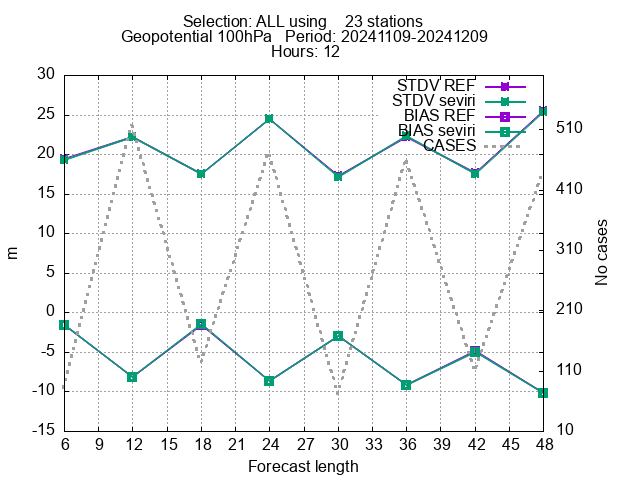 Selection: ALL using    23 stations
Geopotential 100hPa   Period: 20241109-20241209
Hours: 12
30
25
20
15
10
5
0
-5
-10
-15
m
STDV REF
STDV seviri
BIAS REF
BIAS seviri
CASES
510
410
310
210
110
10
No cases
6 9 12 15 18 21 24 27 30 33 36 39 42 45 48
Forecast length